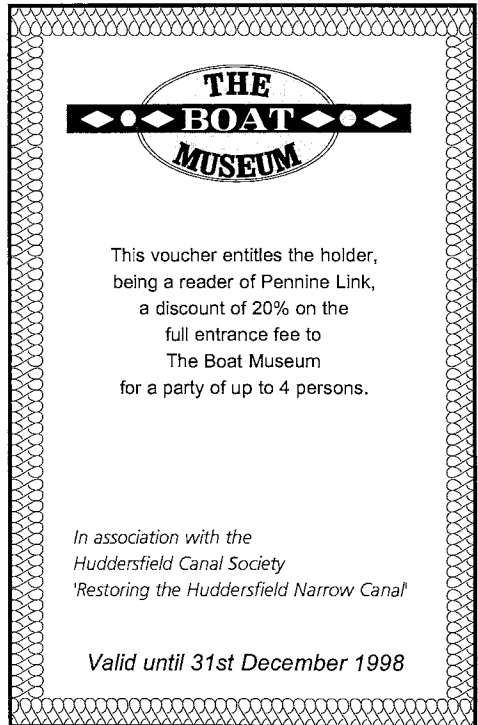 THE
BOAT
MUSEUM
This voucher entitles the holder,
being a reader of Pennine Link,
a discount of 20% on the
full entrance fee to
The Boat Museum
for a party of up to 4 persons.
In association with the
Huddersfield Canal Society
'Restoring the Huddersfield Narrow Canal'
Valid until 31st December 1998